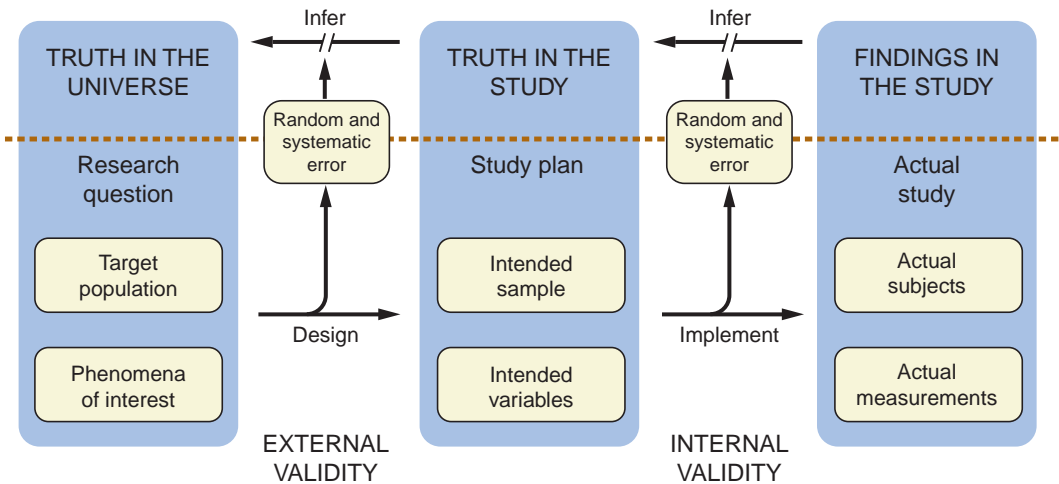 Infer
Infer
TRUTH IN THE
UNIVERSE
TRUTH IN THE
STUDY
FINDINGS IN
THE STUDY
Random and
systematic
error
Random and
systematic
error
Research
question
Study plan
Actual
study
Target
population
Intended
sample
Actual
subjects
Design
Implement
Phenomena
of interest
Intended
variables
Actual
measurements
EXTERNAL
VALIDITY
INTERNAL
VALIDITY